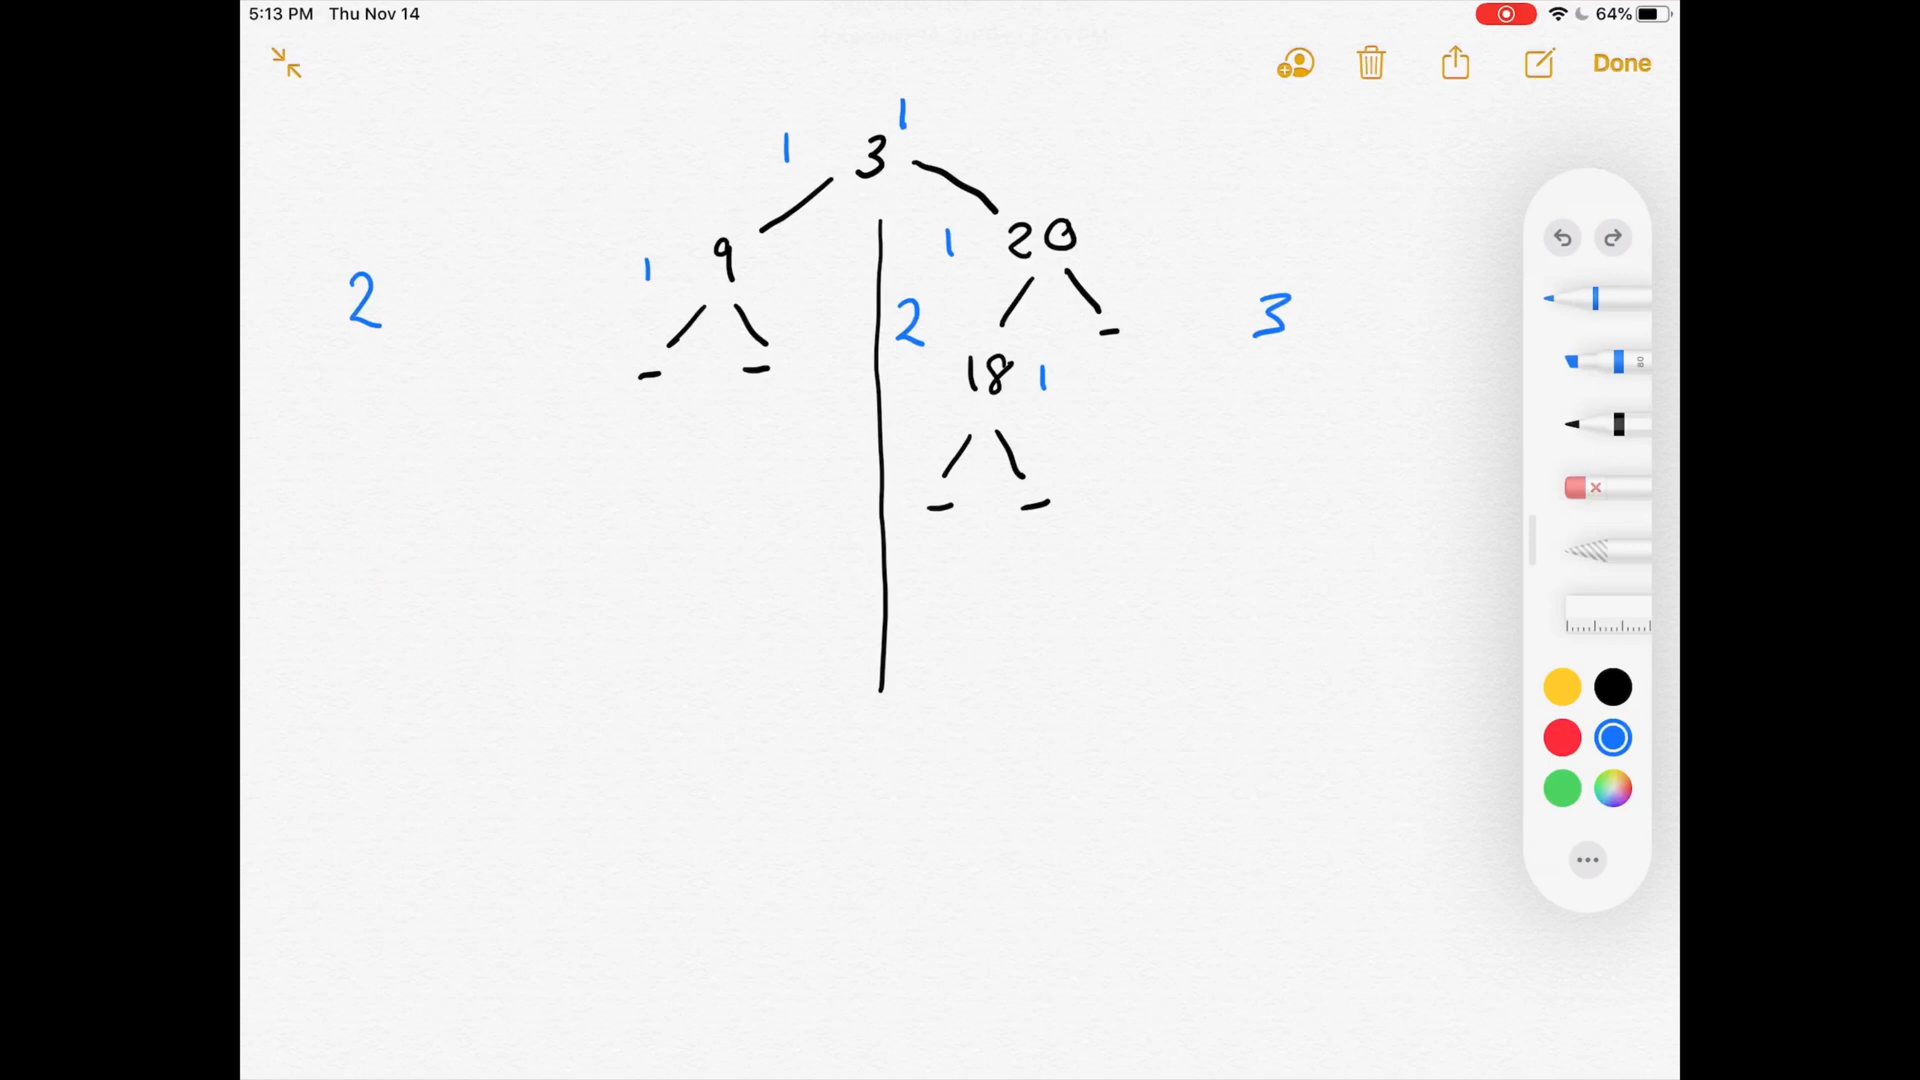 5:13 PM Thu Nov 14 64%
Done
1
1 3
1 9 1 20
2 2 3
- - -
18 1
- -
80